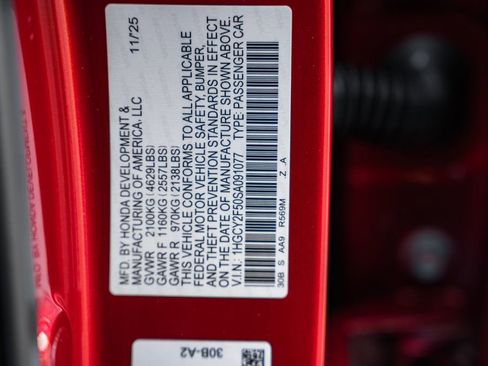 MFD. BY HONDA DEVELOPMENT & 11/25
MANUFACTURING OF AMERICA, LLC
GVWR 2100KG(4629LBS)
GAWR F 1160KG(2557LBS)
GAWR R 970KG(2138LBS)
THIS VEHICLE CONFORMS TO ALL APPLICABLE
FEDERAL MOTOR VEHICLE SAFETY, BUMPER,
AND THEFT PREVENTION STANDARDS IN EFFECT
ON THE DATE OF MANUFACTURE SHOWN ABOVE.
V.I.N.: 1HGCY2F50SA091077 TYPE: PASSENGER CAR
30B S AA9 R569M .Z .A
30B-A2